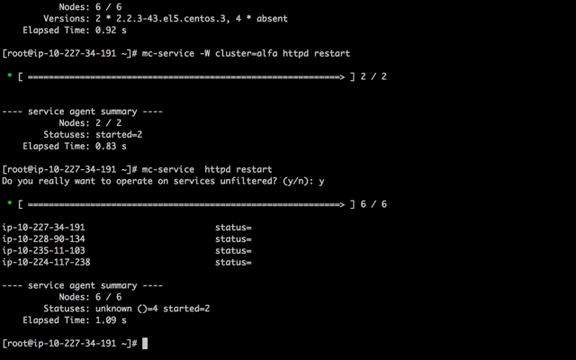 Nodes: 6 / 6
Versions: 2 * 2.2.3-43.el5.centos.3, 4 * absent
Elapsed Time: 0.92 s
[root@ip-10-227-34-191 ~]# mc-service -W cluster=alfa httpd restart
* [ ============================================================> ] 2 / 2
---- service agent summary ----
Nodes: 2 / 2
Statuses: started=2
Elapsed Time: 0.83 s
[root@ip-10-227-34-191 ~]# mc-service  httpd restart
Do you really want to operate on services unfiltered? (y/n): y
* [ ============================================================> ] 6 / 6
ip-10-227-34-191 status=
ip-10-228-90-134 status=
ip-10-235-11-103 status=
ip-10-224-117-238 status=
---- service agent summary ----
Nodes: 6 / 6
Statuses: unknown ()=4 started=2
Elapsed Time: 1.09 s
[root@ip-10-227-34-191 ~]#